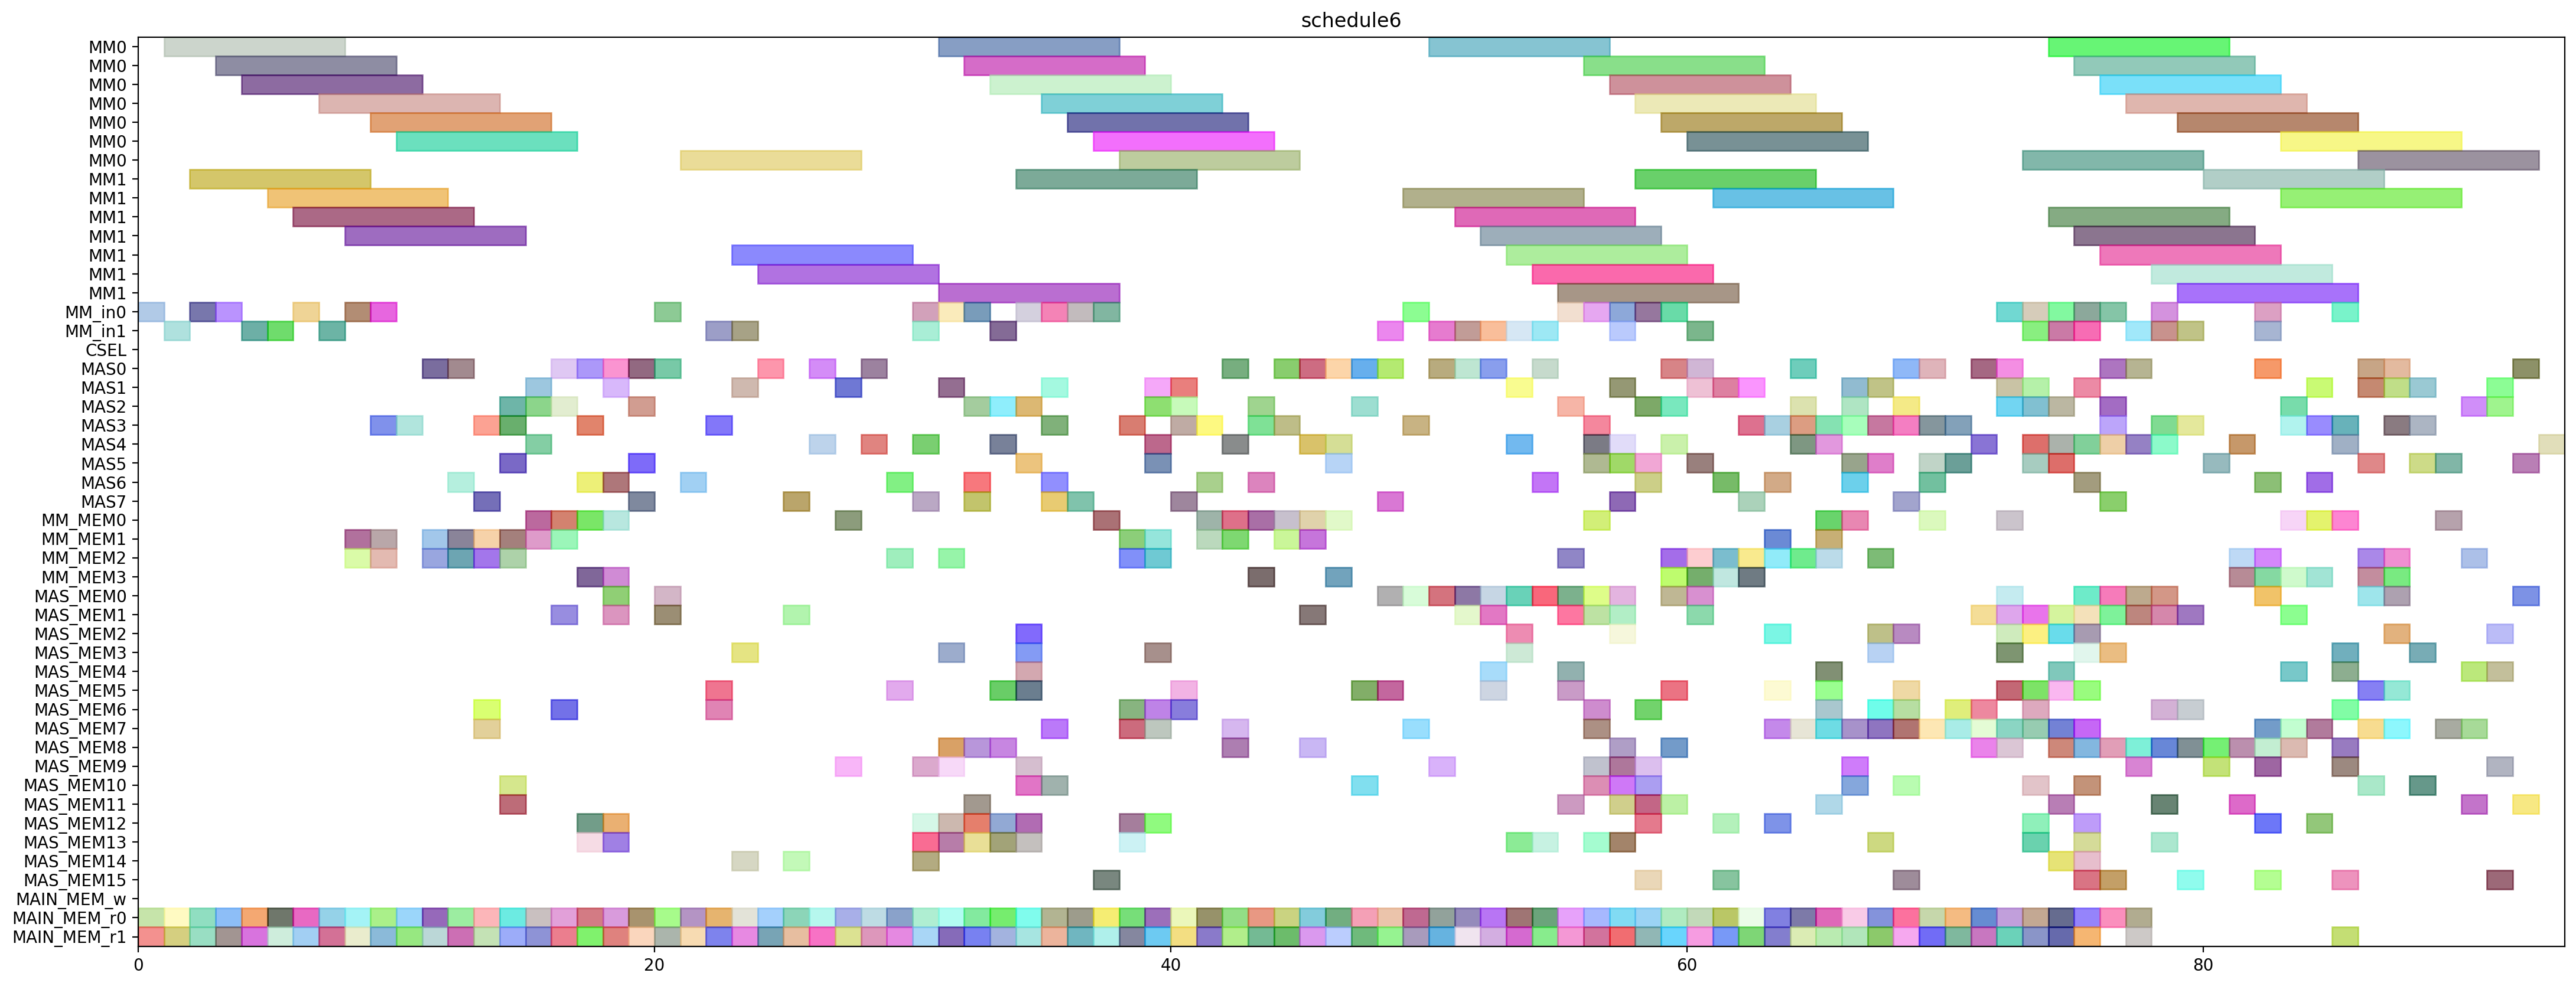 schedule6
MM0
MM0
MM0
MM0
MM0
MM0
MM0
MM1
MM1
MM1
MM1
MM1
MM1
MM1
MM_in0
MM_in1
CSEL
MAS0
MAS1
MAS2
MAS3
MAS4
MAS5
MAS6
MAS7
MM_MEM0
MM_MEM1
MM_MEM2
MM_MEM3
MAS_MEM0
MAS_MEM1
MAS_MEM2
MAS_MEM3
MAS_MEM4
MAS_MEM5
MAS_MEM6
MAS_MEM7
MAS_MEM8
MAS_MEM9
MAS_MEM10
MAS_MEM11
MAS_MEM12
MAS_MEM13
MAS_MEM14
MAS_MEM15
MAIN_MEM_w
MAIN_MEM_r0
MAIN_MEM_r1
0 20 40 60 80